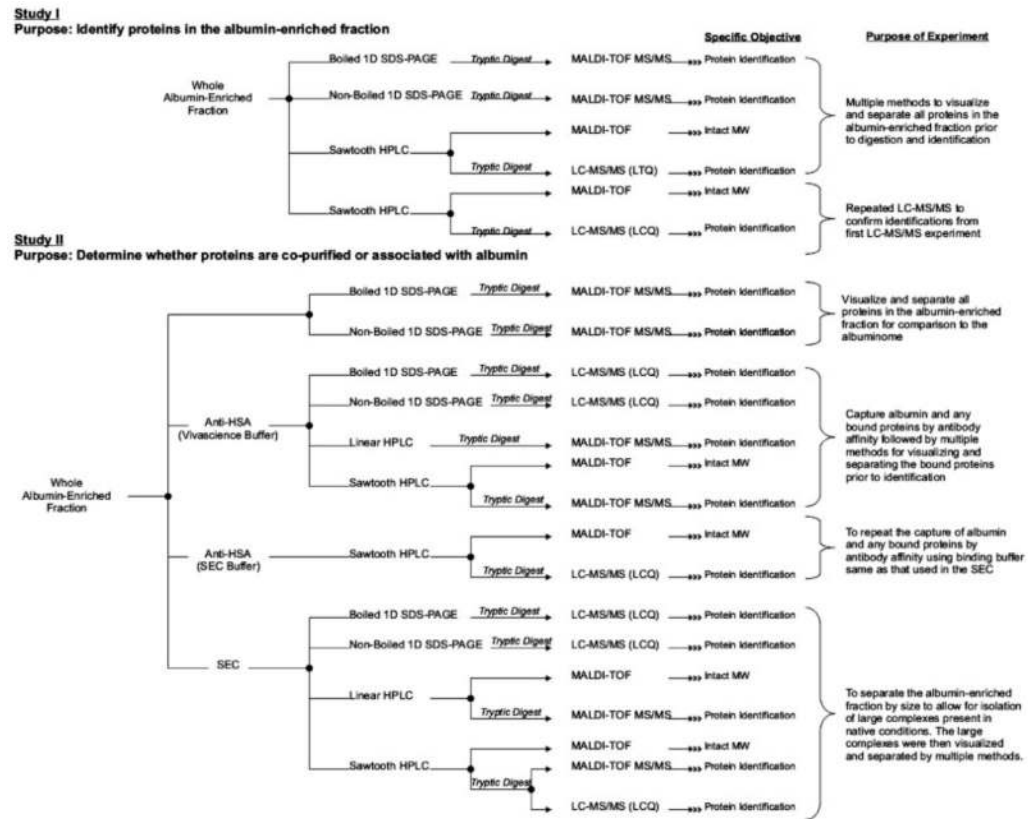 Study I
Purpose: Identify proteins in the albumin-enriched fraction
Specific Objective
Purpose of Experiment
Whole
Albumin-Enriched
Fraction
Boiled 1D SDS-PAGE Tryptic Digest MALDI-TOF MS/MS Protein Identification
Non-Boiled 1D SDS-PAGE Tryptic Digest MALDI-TOF MS/MS Protein Identification
Sawtooth HPLC
MALDI-TOF Intact MW
Tryptic Digest LC-MS/MS (LTQ) Protein Identification
Multiple methods to visualize
and separate all proteins in the
albumin-enriched fraction prior
to digestion and identification
Sawtooth HPLC
MALDI-TOF Intact MW
Tryptic Digest LC-MS/MS (LCQ) Protein Identification
Repeated LC-MS/MS to
confirm identifications from
first LC-MS/MS experiment
Study II
Purpose: Determine whether proteins are co-purified or associated with albumin
Whole
Albumin-Enriched
Fraction
Boiled 1D SDS-PAGE Tryptic Digest MALDI-TOF MS/MS Protein Identification
Non-Boiled 1D SDS-PAGE Tryptic Digest MALDI-TOF MS/MS Protein Identification
Visualize and separate all
proteins in the albumin-enriched
fraction for comparison to the
albuminome
Anti-HSA
(Vivascience Buffer)
Boiled 1D SDS-PAGE Tryptic Digest LC-MS/MS (LCQ) Protein Identification
Non-Boiled 1D SDS-PAGE Tryptic Digest LC-MS/MS (LCQ) Protein Identification
Linear HPLC Tryptic Digest MALDI-TOF MS/MS Protein Identification
Sawtooth HPLC
MALDI-TOF Intact MW
Tryptic Digest MALDI-TOF MS/MS Protein Identification
Capture albumin and any
bound proteins by antibody
affinity followed by multiple
methods for visualizing and
separating the bound proteins
prior to identification
Anti-HSA
(SEC Buffer)
Sawtooth HPLC
MALDI-TOF Intact MW
Tryptic Digest LC-MS/MS (LCQ) Protein Identification
To repeat the capture of albumin
and any bound proteins by
antibody affinity using binding buffer
same as that used in the SEC
SEC
Boiled 1D SDS-PAGE Tryptic Digest LC-MS/MS (LCQ) Protein Identification
Non-Boiled 1D SDS-PAGE Tryptic Digest LC-MS/MS (LCQ) Protein Identification
Linear HPLC
MALDI-TOF Intact MW
Tryptic Digest MALDI-TOF MS/MS Protein Identification
Sawtooth HPLC
MALDI-TOF Intact MW
Tryptic Digest MALDI-TOF MS/MS Protein Identification
LC-MS/MS (LCQ) Protein Identification
To separate the albumin-enriched
fraction by size to allow for isolation
of large complexes present in
native conditions. The large
complexes were then visualized
and separated by multiple methods.